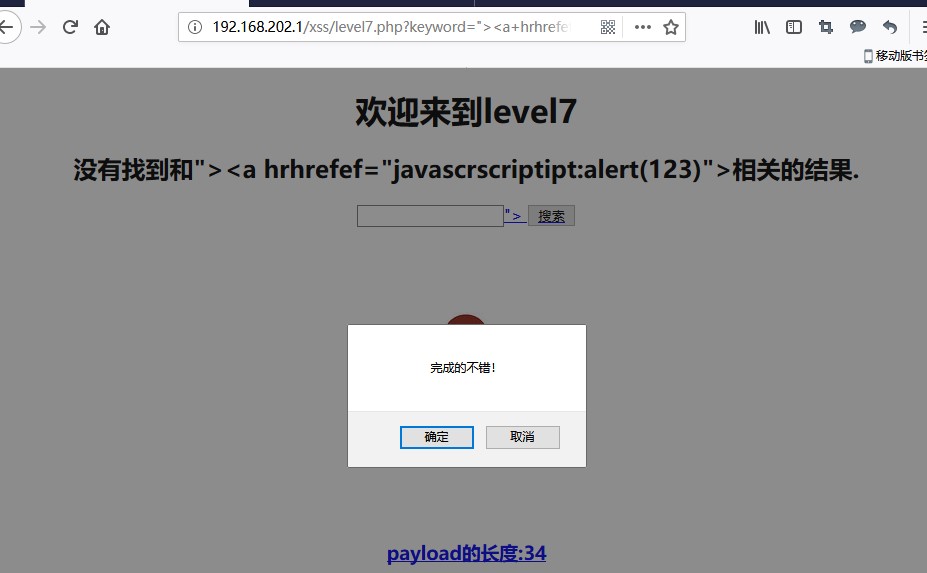 192.168.202.1/xss/level7.php?keyword="><a+hrhrefe
移动版书签
欢迎来到level7
没有找到和"><a hrhrefef="javascrscriptipt:alert(123)">相关的结果.
"> 搜索
完成的不错!
确定 取消
payload的长度:34